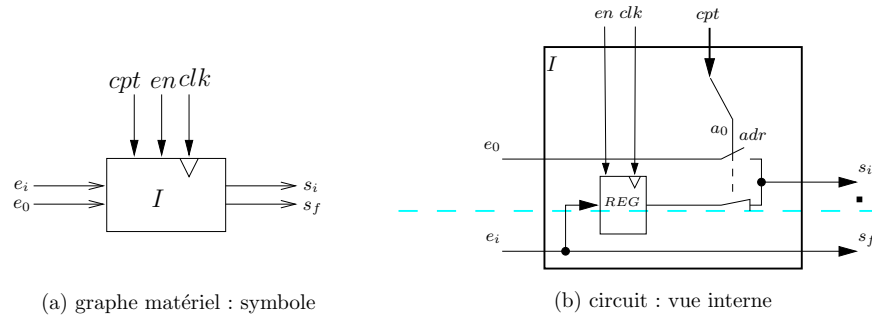 cpt en clk
e_i
e_0
I
s_i
s_f
(a) graphe matériel : symbole
en clk
cpt
I
a_0
adr
e_0
REG
s_i
e_i
s_f
(b) circuit : vue interne